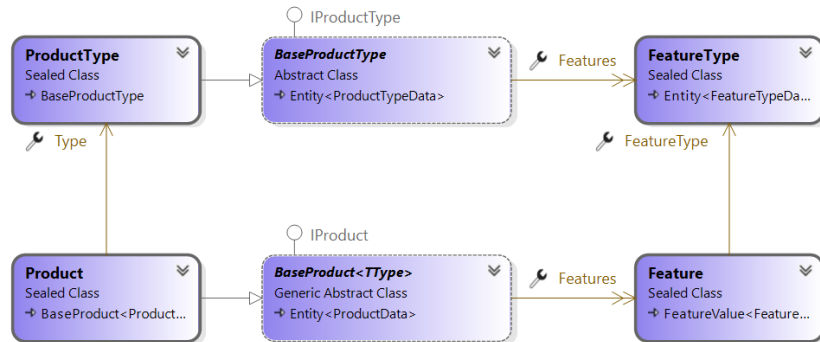 IProductType
ProductType
Sealed Class
BaseProductType
BaseProductType
Abstract Class
Entity<ProductTypeData>
Features
FeatureType
Sealed Class
Entity<FeatureTypeDa...
Type
FeatureType
IProduct
Product
Sealed Class
BaseProduct<Product...
BaseProduct<TType>
Generic Abstract Class
Entity<ProductData>
Features
Feature
Sealed Class
FeatureValue<Feature...